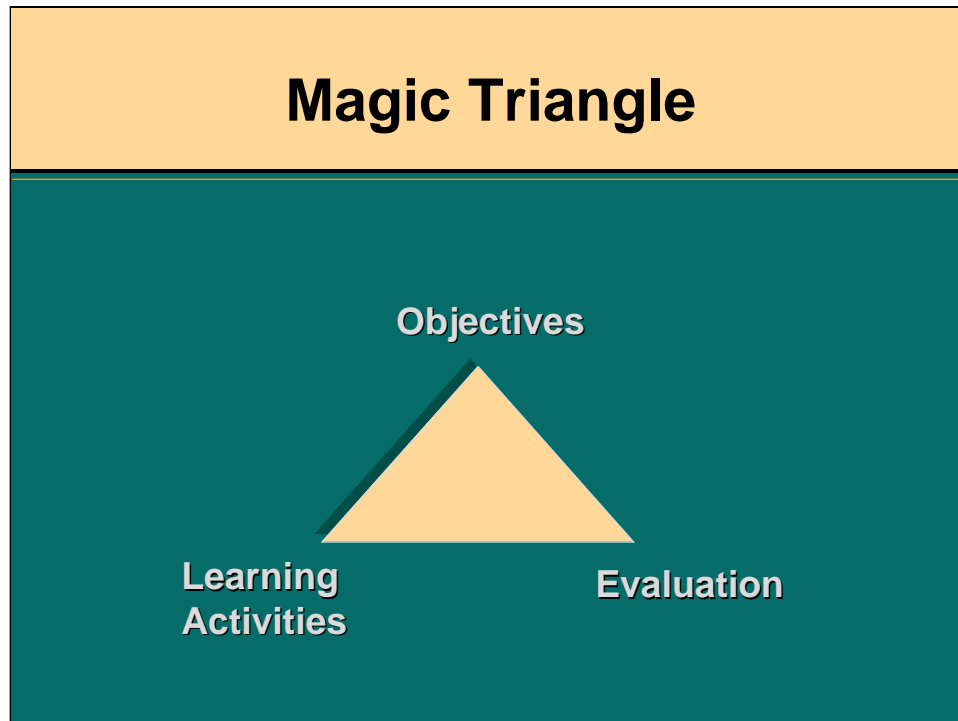 Magic Triangle
Objectives
Learning
Activities
Evaluation